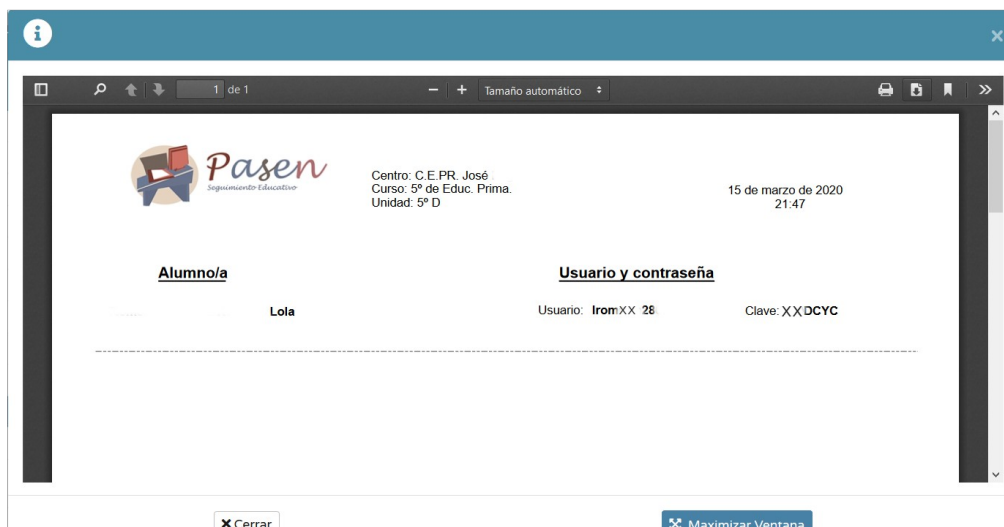 1 de 1
Tamaño automático
Pasen
Seguimiento Educativo
Centro: C.E.PR. José
Curso: 5º de Educ. Prima.
Unidad: 5º D
15 de marzo de 2020
21:47
Alumno/a
Usuario y contraseña
Lola
Usuario: IromXX 28
Clave: XXDCYC
Cerrar
Maximizar Ventana